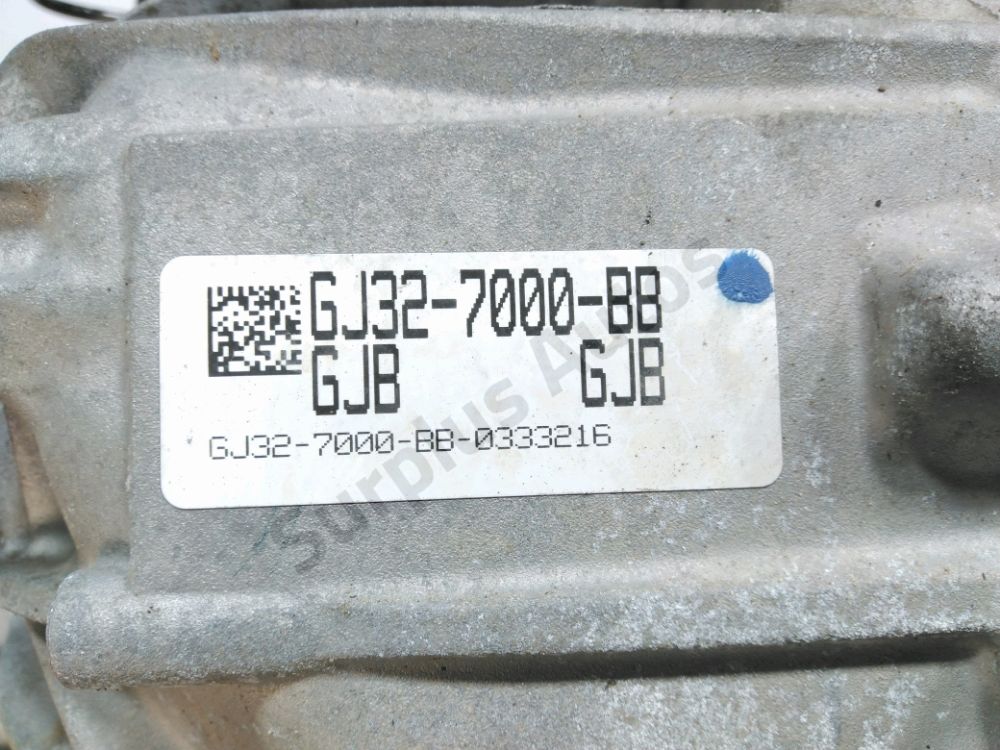 GJ32-7000-BB
GJB GJB
GJ32-7000-BB-0333216
Surplus Autos